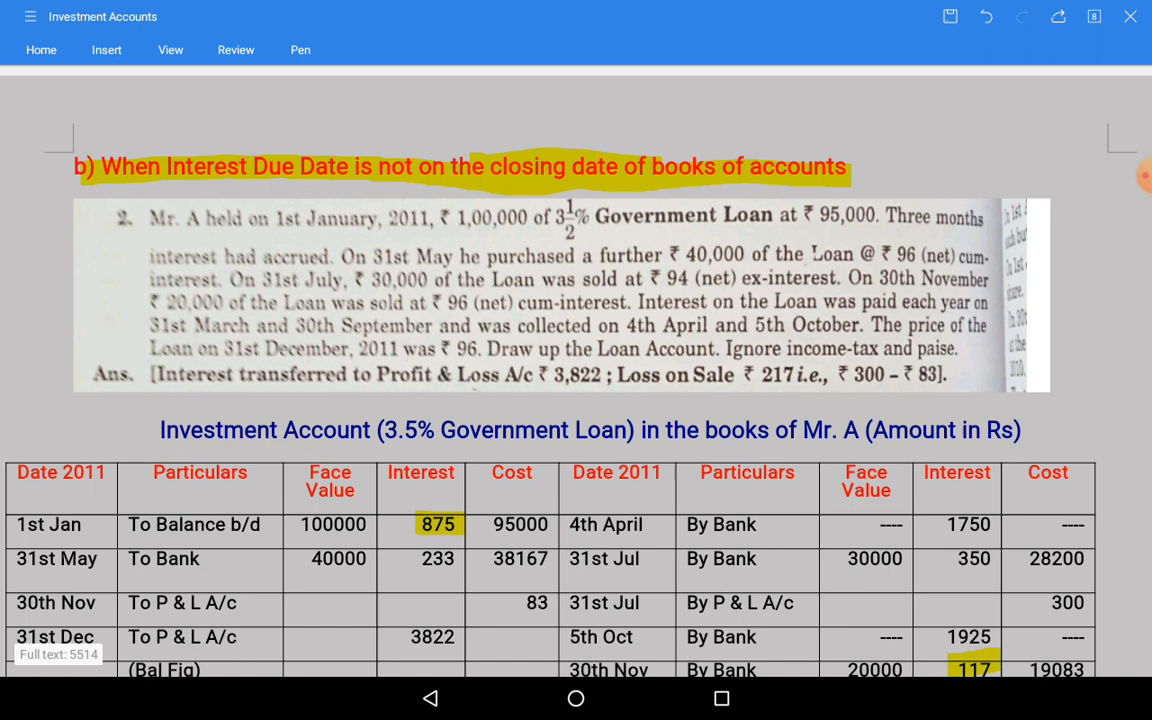 Investment Accounts
8
Home Insert View Review Pen
b) When Interest Due Date is not on the closing date of books of accounts
2. Mr. A held on 1st January, 2011, ₹ 1,00,000 of 3 1/2 % Government Loan at ₹ 95,000. Three months
interest had accrued. On 31st May he purchased a further ₹ 40,000 of the Loan @ ₹ 96 (net) cum-
interest. On 31st July, ₹ 30,000 of the Loan was sold at ₹ 94 (net) ex-interest. On 30th November
₹ 20,000 of the Loan was sold at ₹ 96 (net) cum-interest. Interest on the Loan was paid each year on
31st March and 30th September and was collected on 4th April and 5th October. The price of the
Loan on 31st December, 2011 was ₹ 96. Draw up the Loan Account. Ignore income-tax and paise.
Ans. [Interest transferred to Profit & Loss A/c ₹ 3,822 ; Loss on Sale ₹ 217 i.e., ₹ 300 – ₹ 83].
Investment Account (3.5% Government Loan) in the books of Mr. A (Amount in Rs)
Date 2011 Particulars Face Value Interest Cost Date 2011 Particulars Face Value Interest Cost
1st Jan To Balance b/d 100000 875 95000 4th April By Bank ---- 1750 ----
31st May To Bank 40000 233 38167 31st Jul By Bank 30000 350 28200
30th Nov To P & L A/c 83 31st Jul By P & L A/c 300
31st Dec To P & L A/c 3822 5th Oct By Bank ---- 1925 ----
(Bal Fig) 30th Nov By Bank 20000 117 19083
Full text: 5514